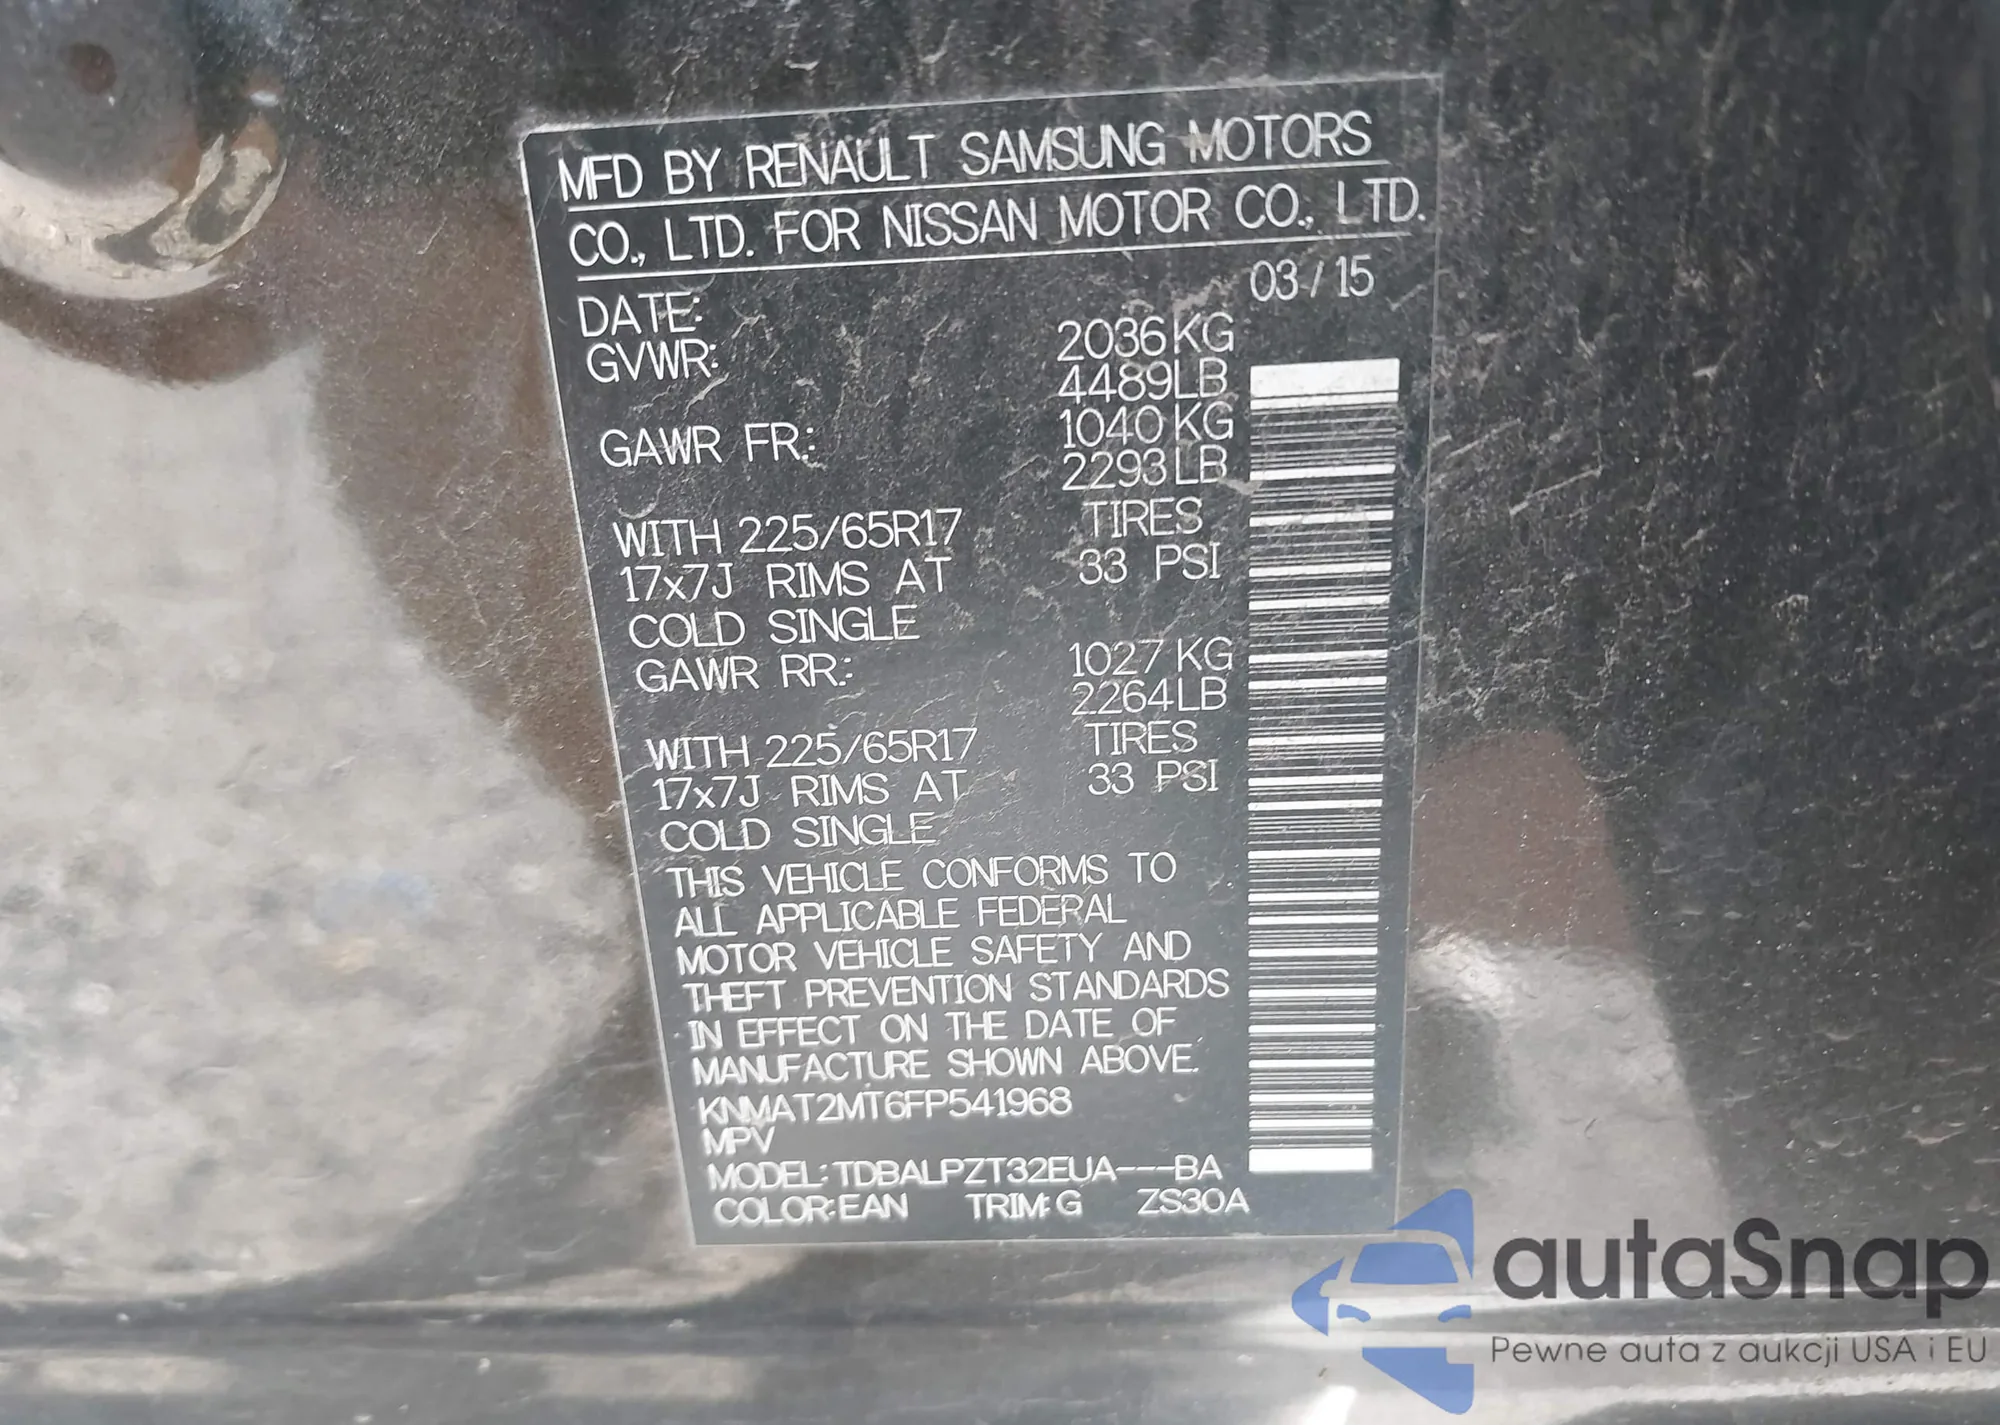 MFD BY RENAULT SAMSUNG MOTORS
CO., LTD. FOR NISSAN MOTOR CO., LTD.
DATE: 03 / 15
GVWR: 2036 KG
4489 LB
GAWR FR.: 1040 KG
2293 LB
WITH 225/65R17 TIRES
17x7J RIMS AT 33 PSI
COLD SINGLE
GAWR RR.: 1027 KG
2264 LB
WITH 225/65R17 TIRES
17x7J RIMS AT 33 PSI
COLD SINGLE
THIS VEHICLE CONFORMS TO
ALL APPLICABLE FEDERAL
MOTOR VEHICLE SAFETY AND
THEFT PREVENTION STANDARDS
IN EFFECT ON THE DATE OF
MANUFACTURE SHOWN ABOVE.
KNMAT2MT6FP541968
MPV
MODEL: TDBALPZT32EUA---BA
COLOR: EAN TRIM: G ZS30A
autaSnap
Pewne auta z aukcji USA i EU